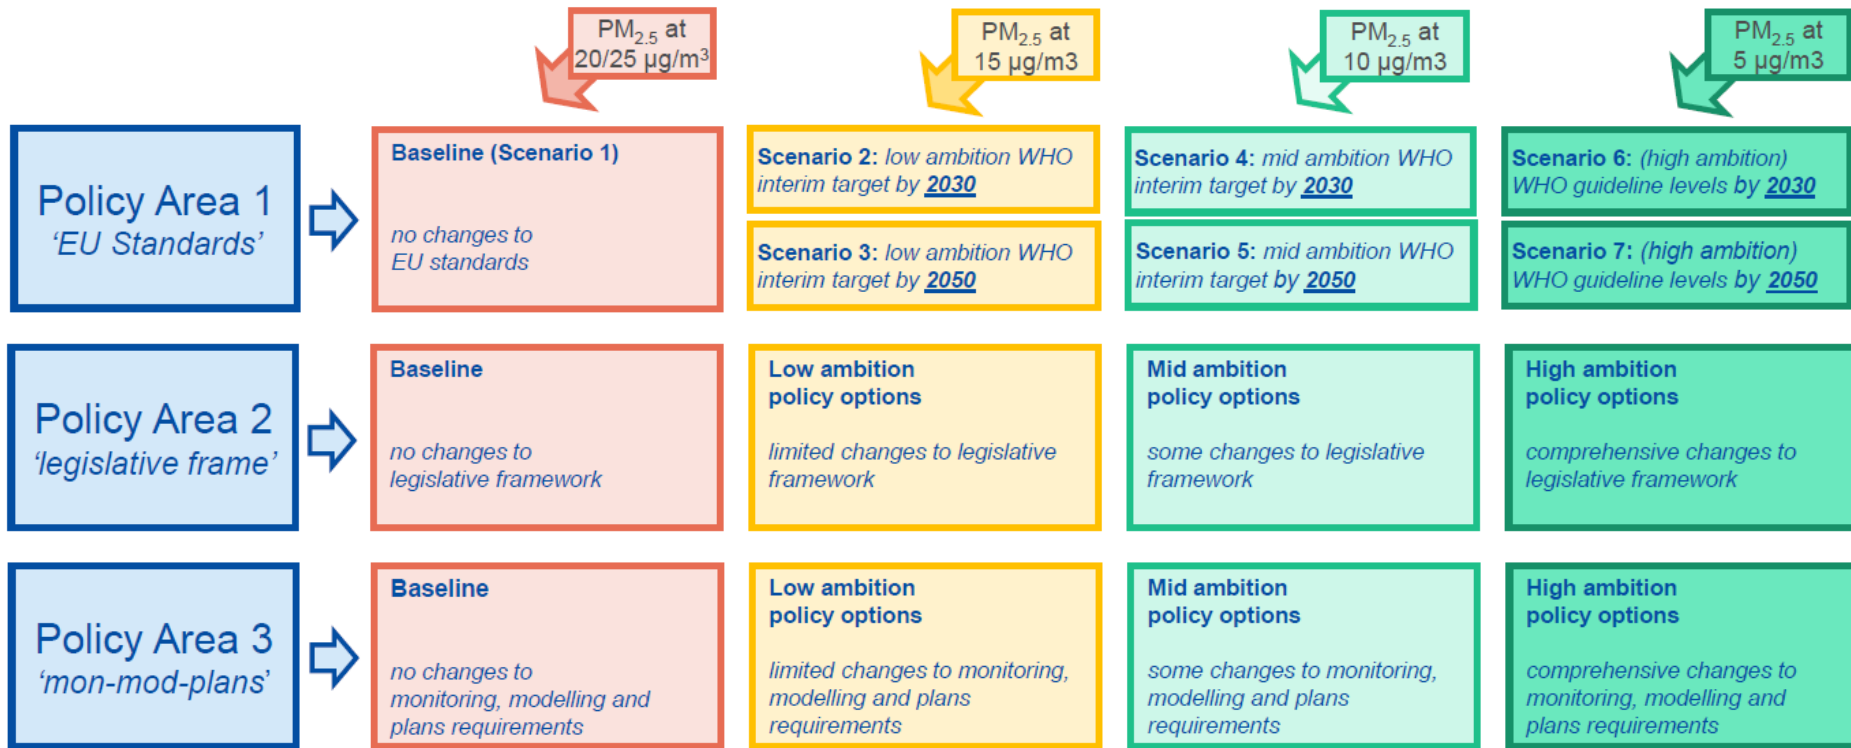 PM2.5 at
20/25 µg/m³
PM2.5 at
15 µg/m3
PM2.5 at
10 µg/m3
PM2.5 at
5 µg/m3
Policy Area 1
'EU Standards'
Baseline (Scenario 1)
no changes to
EU standards
Scenario 2: low ambition WHO
interim target by 2030
Scenario 3: low ambition WHO
interim target by 2050
Scenario 4: mid ambition WHO
interim target by 2030
Scenario 5: mid ambition WHO
interim target by 2050
Scenario 6: (high ambition)
WHO guideline levels by 2030
Scenario 7: (high ambition)
WHO guideline levels by 2050
Policy Area 2
'legislative frame'
Baseline
no changes to
legislative framework
Low ambition
policy options
limited changes to legislative
framework
Mid ambition
policy options
some changes to legislative
framework
High ambition
policy options
comprehensive changes to
legislative framework
Policy Area 3
'mon-mod-plans'
Baseline
no changes to
monitoring, modelling and
plans requirements
Low ambition
policy options
limited changes to monitoring,
modelling and plans
requirements
Mid ambition
policy options
some changes to monitoring,
modelling and plans
requirements
High ambition
policy options
comprehensive changes to
monitoring, modelling and
plans requirements